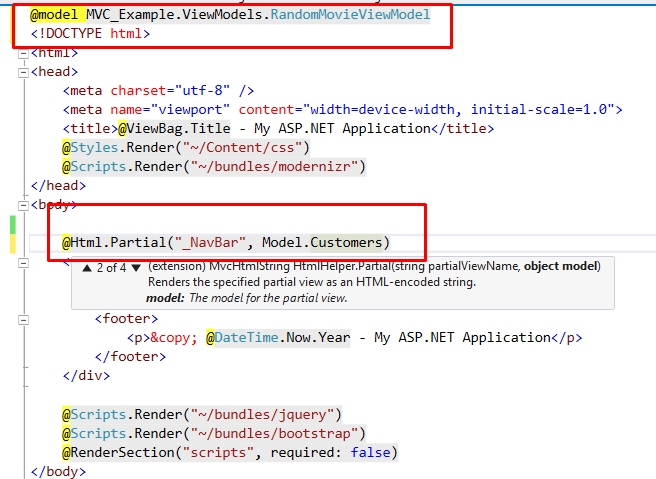 @model MVC_Example.ViewModels.RandomMovieViewModel
<!DOCTYPE html>
<html>
<head>
<meta charset="utf-8" />
<meta name="viewport" content="width=device-width, initial-scale=1.0">
<title>@ViewBag.Title - My ASP.NET Application</title>
@Styles.Render("~/Content/css")
@Scripts.Render("~/bundles/modernizr")
</head>
<body>
@Html.Partial("_NavBar", Model.Customers)
<
▲ 2 of 4 ▼ (extension) MvcHtmlString HtmlHelper.Partial(string partialViewName, object model)
Renders the specified partial view as an HTML-encoded string.
model: The model for the partial view.
<footer>
<p>&copy; @DateTime.Now.Year - My ASP.NET Application</p>
</footer>
</div>
@Scripts.Render("~/bundles/jquery")
@Scripts.Render("~/bundles/bootstrap")
@RenderSection("scripts", required: false)
</body>